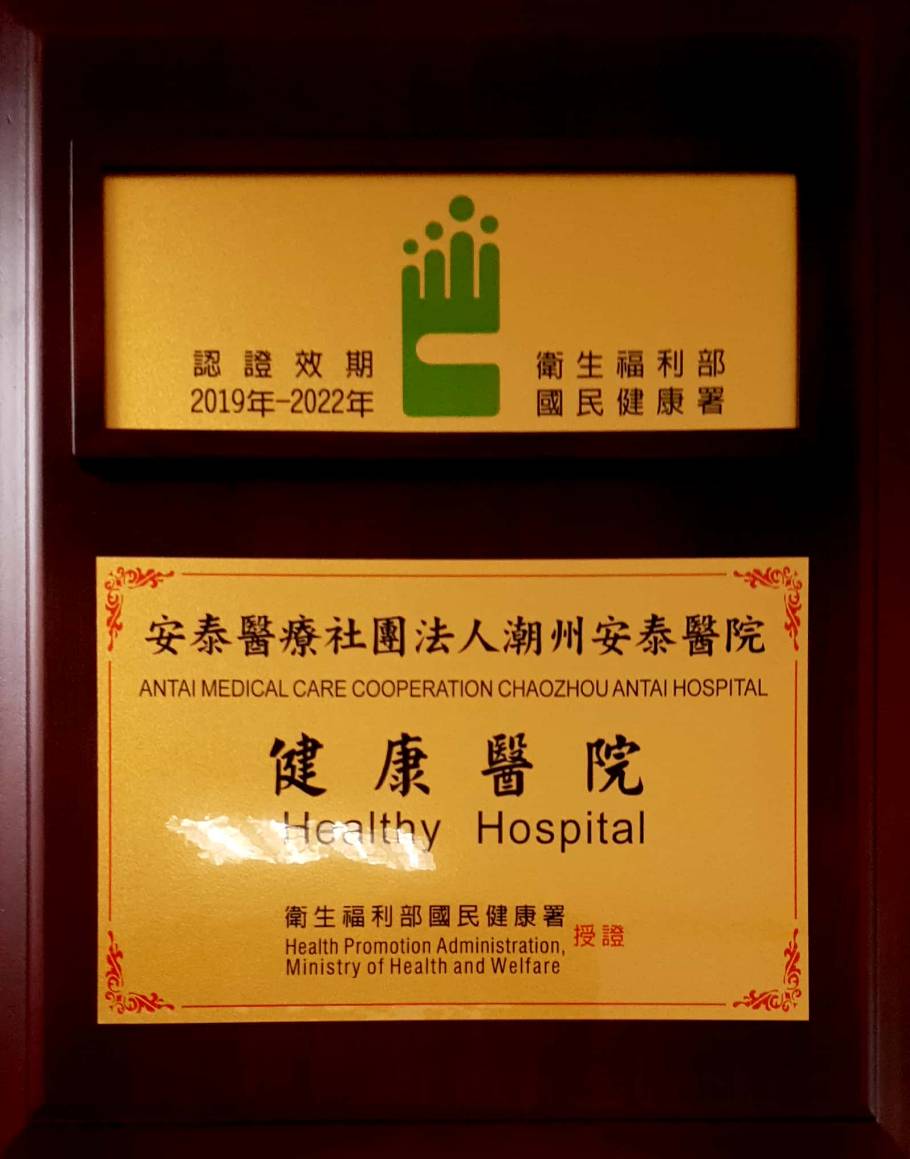 認證效期
2019年-2022年
衛生福利部
國民健康署
安泰醫療社團法人潮州安泰醫院
ANTAI MEDICAL CARE COOPERATION CHAOZHOU ANTAI HOSPITAL
健康醫院
Healthy Hospital
衛生福利部國民健康署
Health Promotion Administration,
Ministry of Health and Welfare
授證